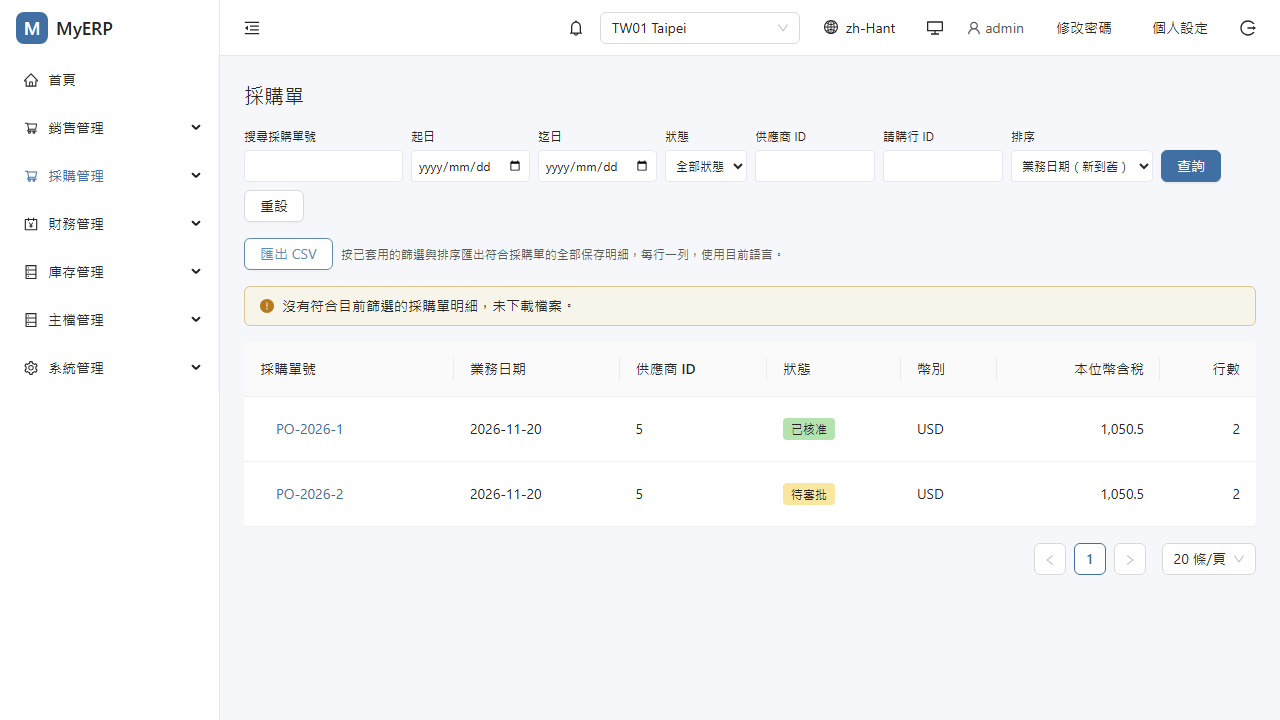 M MyERP
TW01 Taipei
zh-Hant
admin
修改密碼
個人設定
首頁
銷售管理
採購管理
財務管理
庫存管理
主檔管理
系統管理
採購單
搜尋採購單號
起日
迄日
狀態
供應商 ID
請購行 ID
排序
yyyy/mm/dd
yyyy/mm/dd
全部狀態
業務日期（新到舊）
查詢
重設
匯出 CSV
按已套用的篩選與排序匯出符合採購單的全部保存明細，每行一列，使用目前語言。
沒有符合目前篩選的採購單明細，未下載檔案。
採購單號 業務日期 供應商 ID 狀態 幣別 本位幣含稅 行數
PO-2026-1 2026-11-20 5 已核准 USD 1,050.5 2
PO-2026-2 2026-11-20 5 待審批 USD 1,050.5 2
< 1 > 20 條/頁